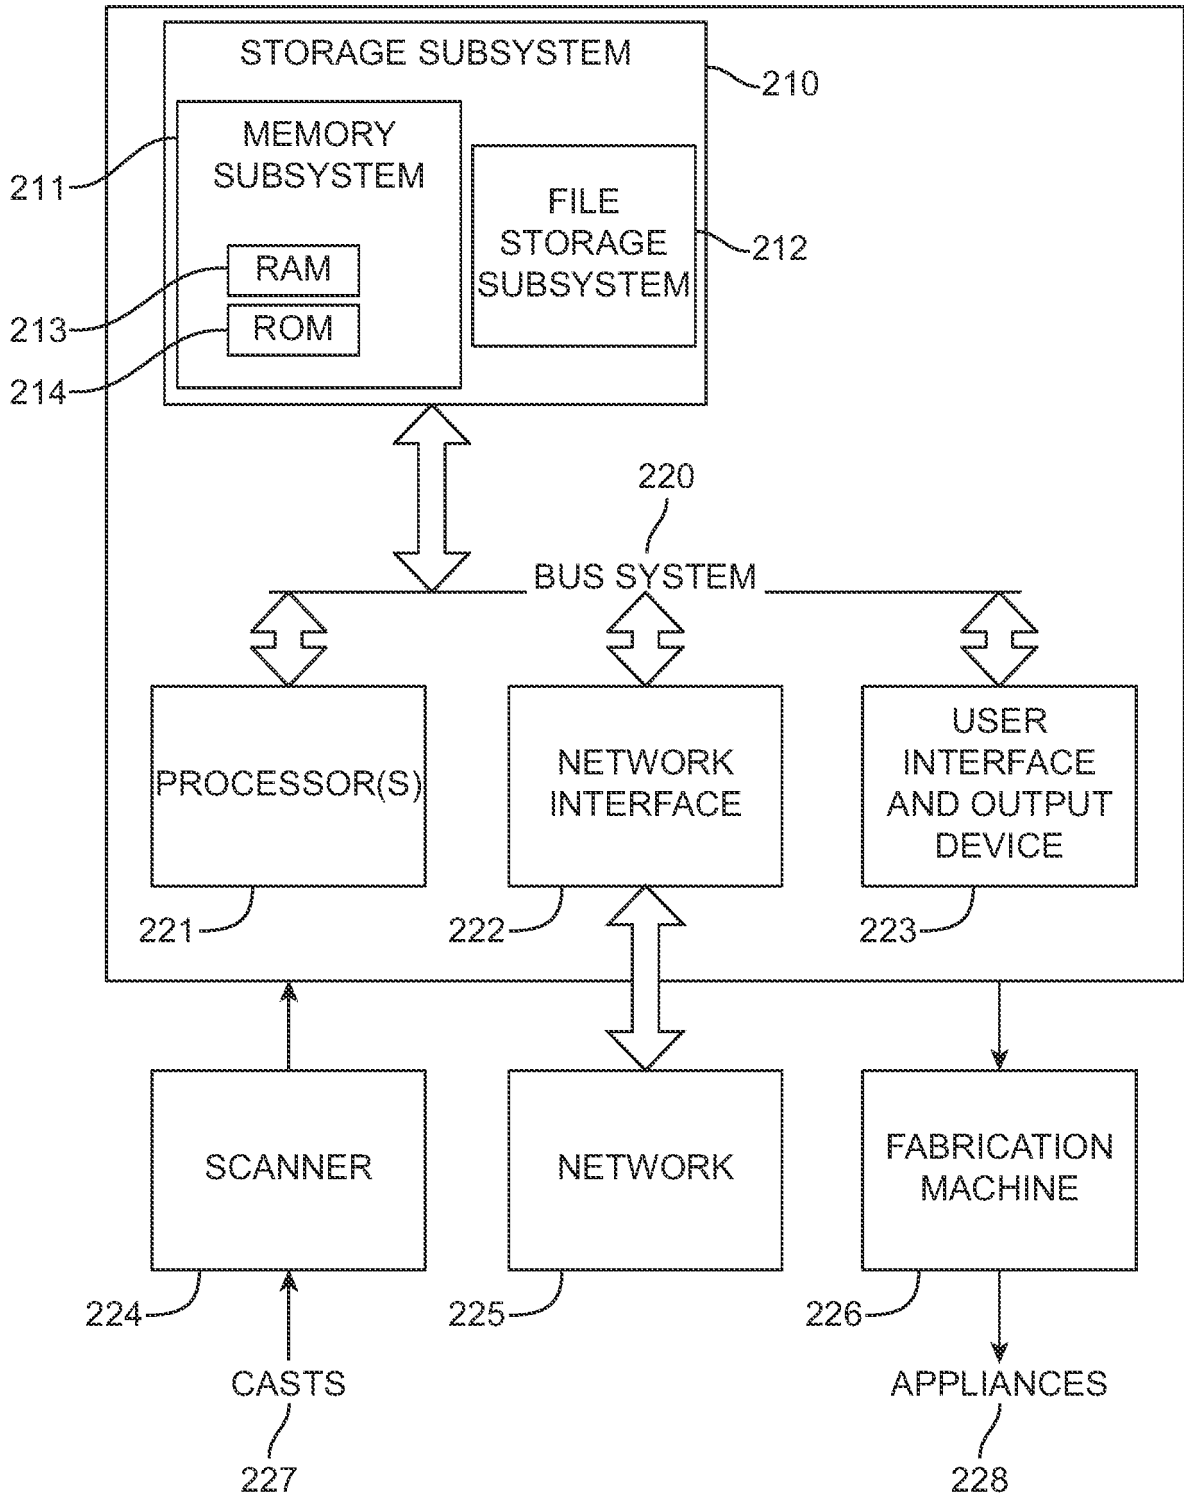 STORAGE SUBSYSTEM
210
MEMORY
SUBSYSTEM
211
FILE
STORAGE
SUBSYSTEM
212
RAM
213
ROM
214
220
BUS SYSTEM
PROCESSOR(S)
221
NETWORK
INTERFACE
222
USER
INTERFACE
AND OUTPUT
DEVICE
223
SCANNER
224
NETWORK
225
FABRICATION
MACHINE
226
CASTS
227
APPLIANCES
228